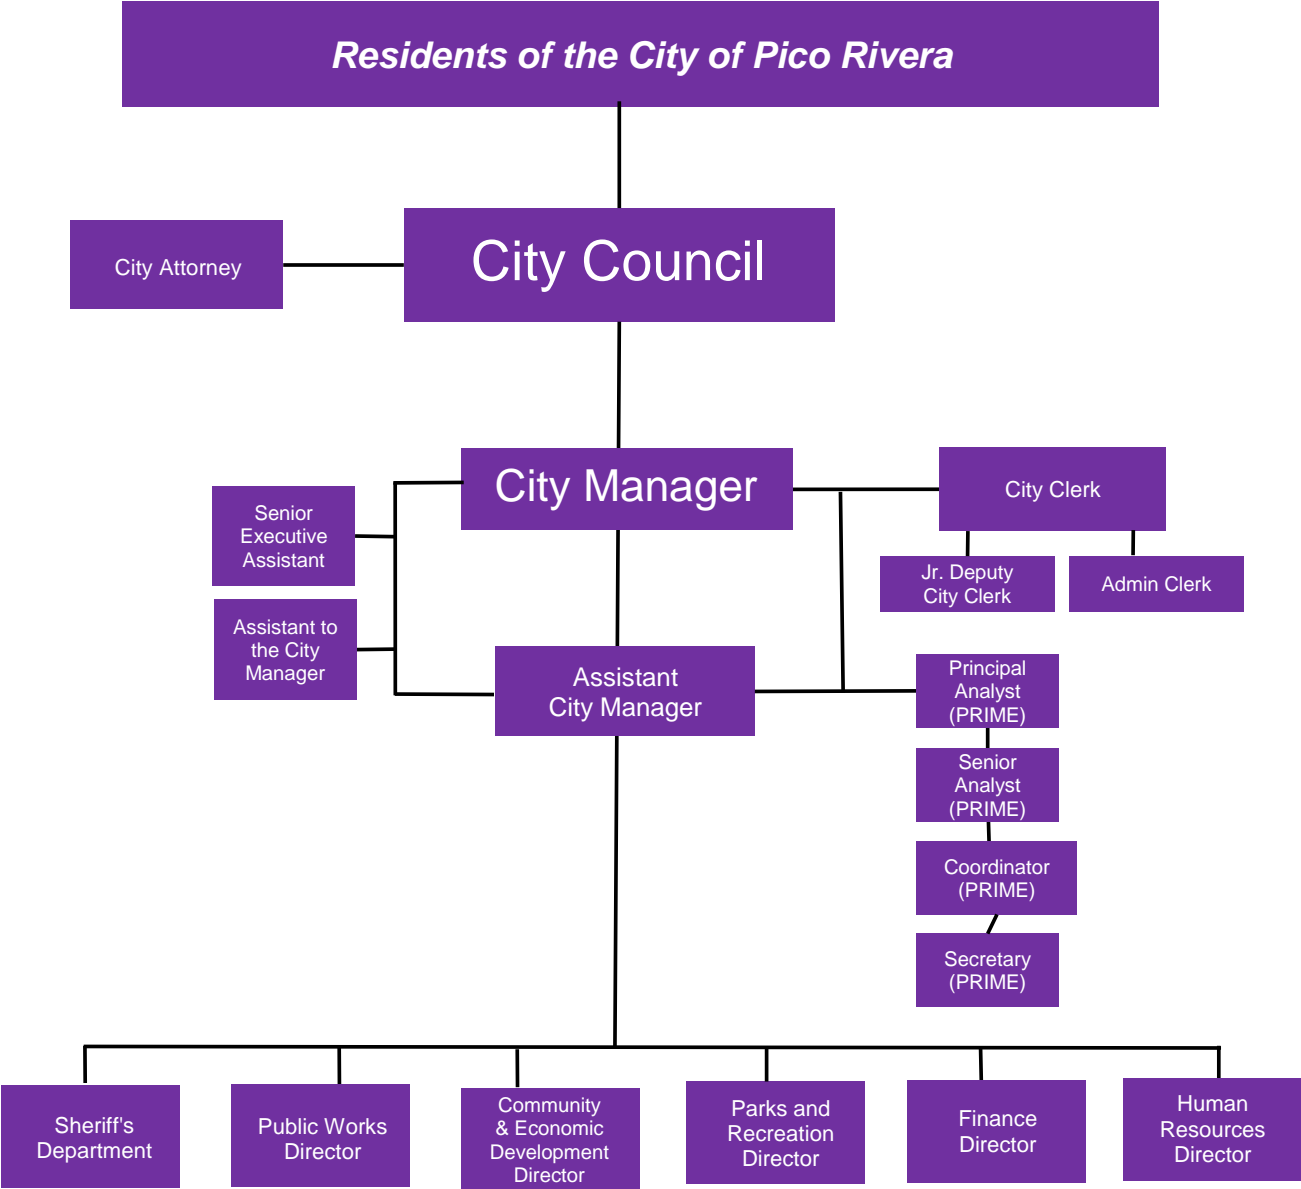 Residents of the City of Pico Rivera
City Attorney
City Council
City Manager
City Clerk
Senior
Executive
Assistant
Jr. Deputy
City Clerk
Admin Clerk
Assistant to
the City
Manager
Assistant
City Manager
Principal
Analyst
(PRIME)
Senior
Analyst
(PRIME)
Coordinator
(PRIME)
Secretary
(PRIME)
Sheriff's
Department
Public Works
Director
Community
& Economic
Development
Director
Parks and
Recreation
Director
Finance
Director
Human
Resources
Director